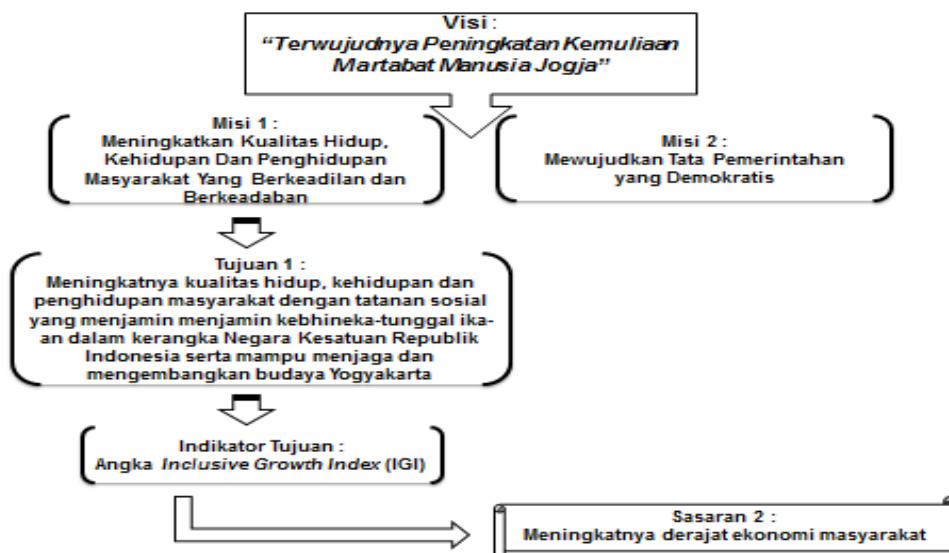 Visi :
"Terwujudnya Peningkatan Kemuliaan
Martabat Manusia Jogja"
Misi 1 :
Meningkatkan Kualitas Hidup,
Kehidupan Dan Penghidupan
Masyarakat Yang Berkeadilan dan
Berkeadaban
Misi 2 :
Mewujudkan Tata Pemerintahan
yang Demokratis
Tujuan 1 :
Meningkatnya kualitas hidup, kehidupan dan
penghidupan masyarakat dengan tatanan sosial
yang menjamin menjamin kebhineka-tunggal ika-
an dalam kerangka Negara Kesatuan Republik
Indonesia serta mampu menjaga dan
mengembangkan budaya Yogyakarta
Indikator Tujuan :
Angka Inclusive Growth Index (IGI)
Sasaran 2 :
Meningkatnya derajat ekonomi masyarakat